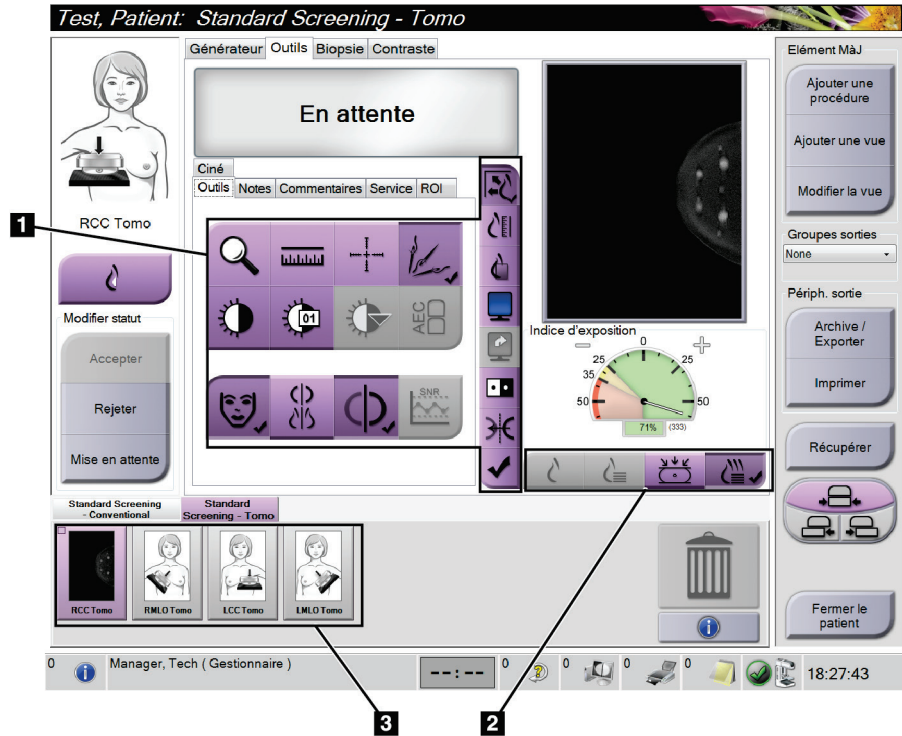 Test, Patient: Standard Screening - Tomo
Générateur Outils Biopsie Contraste
En attente
Ciné
Outils Notes Commentaires Service ROI
RCC Tomo
1
01
AEC
SNR
Modifier statut
Accepter
Rejeter
Mise en attente
Indice d'exposition
0
25 25
35
50 50
71% (333)
Elément MàJ
Ajouter une
procédure
Ajouter une vue
Modifier la vue
Groupes sorties
None
Périph. sortie
Archive /
Exporter
Imprimer
Récupérer
Fermer le
patient
Standard Screening
- Conventional
Standard
Screening - Tomo
RCC Tomo
RMLO Tomo
LCC Tomo
LMLO Tomo
0 Manager, Tech ( Gestionnaire ) --:-- 0 0 0 0 18:27:43
3
2